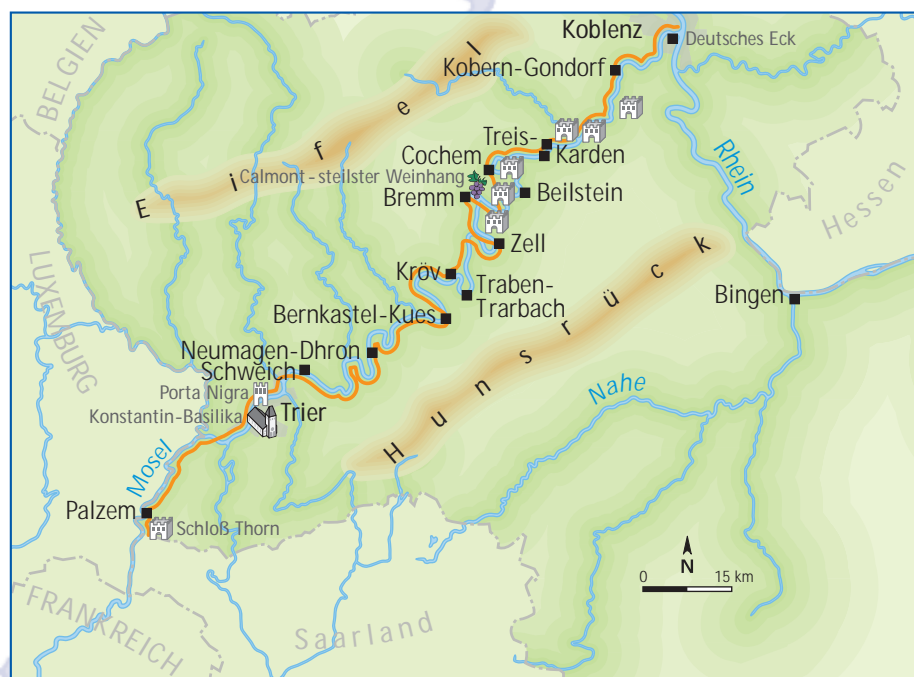 Koblenz
Deutsches Eck
Kobern-Gondorf
BELGIEN
Eifel
Treis-
Karden
Cochem
Calmont - steilster Weinhang
Bremm
Beilstein
Rhein
Hessen
Zell
Kröv
Traben-
Trarbach
Bingen
LUXEMBURG
Bernkastel-Kues
Hunsrück
Neumagen-Dhron
Schweich
Porta Nigra
Konstantin-Basilika
Trier
Nahe
Mosel
Palzem
Schloß Thorn
N
0 15 km
FRANKREICH
Saarland